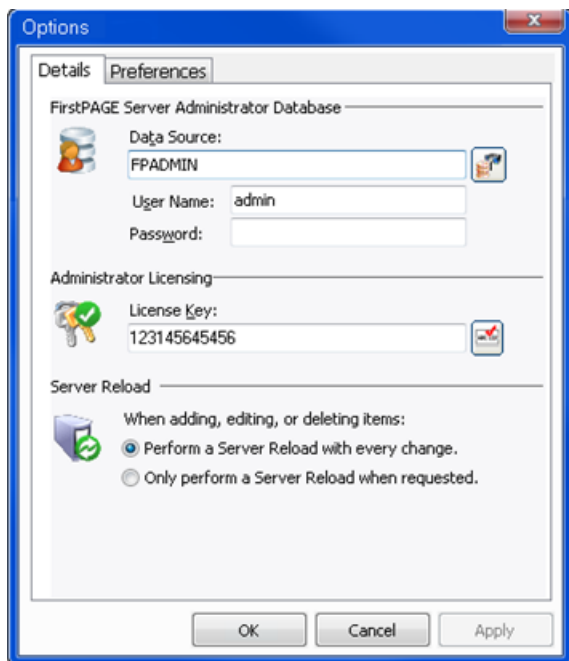 Options
Details
Preferences
FirstPAGE Server Administrator Database
Data Source:
FPADMIN
User Name:
admin
Password:
Administrator Licensing
License Key:
123145645456
Server Reload
When adding, editing, or deleting items:
Perform a Server Reload with every change.
Only perform a Server Reload when requested.
OK
Cancel
Apply